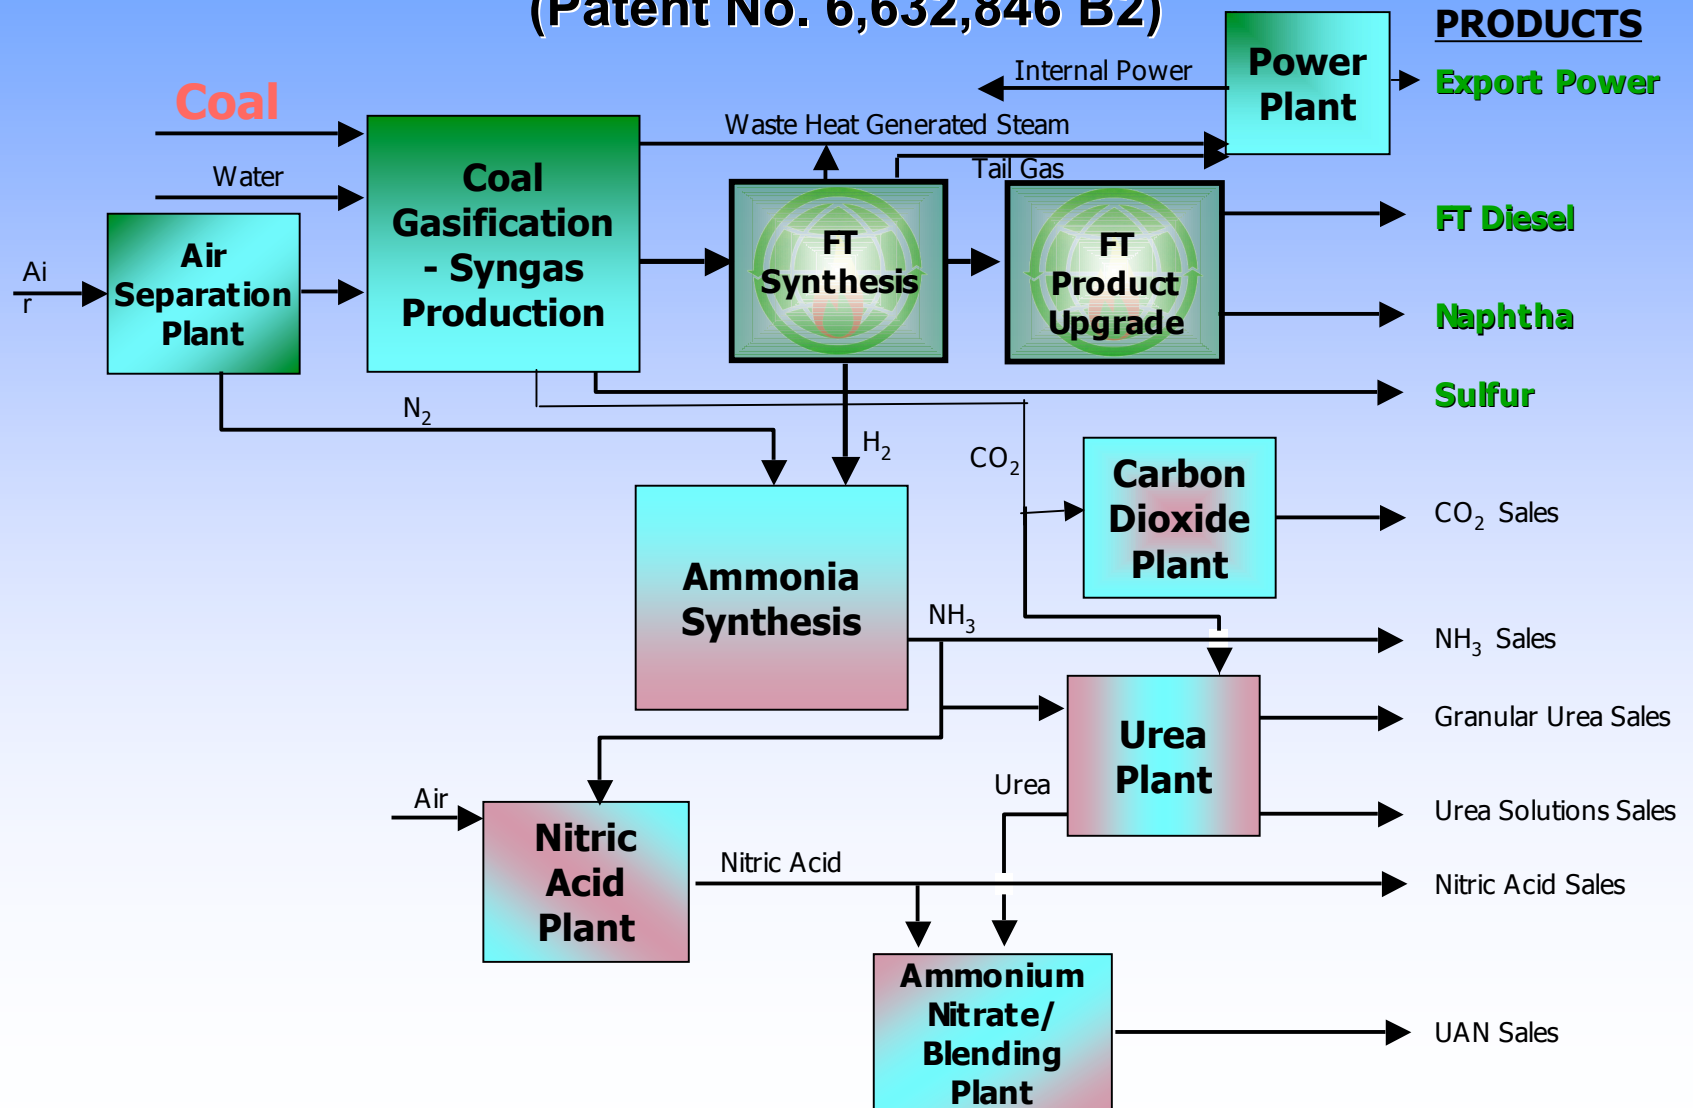 (Patent No. 6,632,846 B2)
PRODUCTS
Power
Plant
Internal Power
Export Power
Coal
Waste Heat Generated Steam
Tail Gas
Water
Coal
Gasification
- Syngas
Production
FT
Synthesis
FT
Product
Upgrade
FT Diesel
Ai
r
Air
Separation
Plant
Naphtha
Sulfur
N2
H2
CO2
Carbon
Dioxide
Plant
CO2 Sales
Ammonia
Synthesis
NH3
NH3 Sales
Urea
Plant
Granular Urea Sales
Urea
Urea Solutions Sales
Air
Nitric
Acid
Plant
Nitric Acid
Nitric Acid Sales
Ammonium
Nitrate/
Blending
Plant
UAN Sales